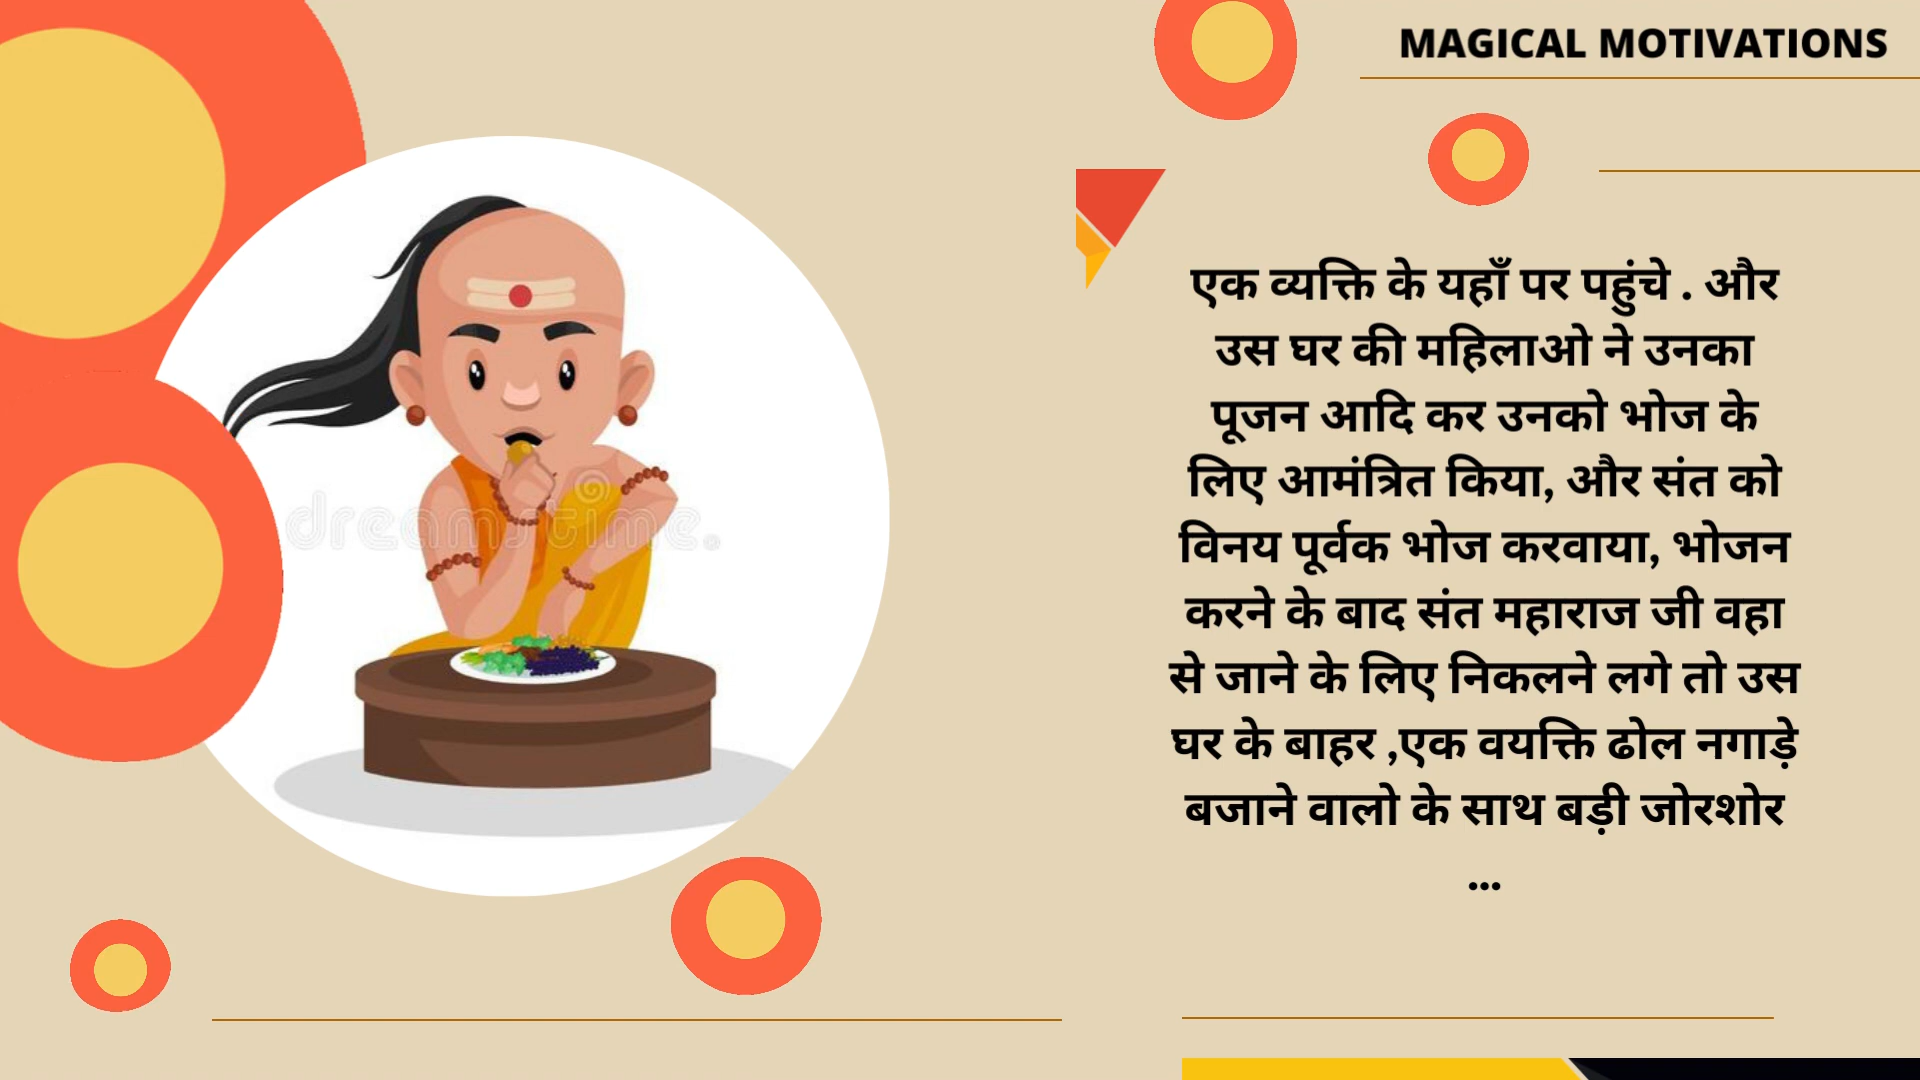 MAGICAL MOTIVATIONS
एक व्यक्ति के यहाँ पर पहुंचे . और
उस घर की महिलाओ ने उनका
पूजन आदि कर उनको भोज के
लिए आमंत्रित किया, और संत को
विनय पूर्वक भोज करवाया, भोजन
करने के बाद संत महाराज जी वहा
से जाने के लिए निकलने लगे तो उस
घर के बाहर ,एक वयक्ति ढोल नगाड़े
बजाने वालो के साथ बड़ी जोरशोर
...
dreamstime.